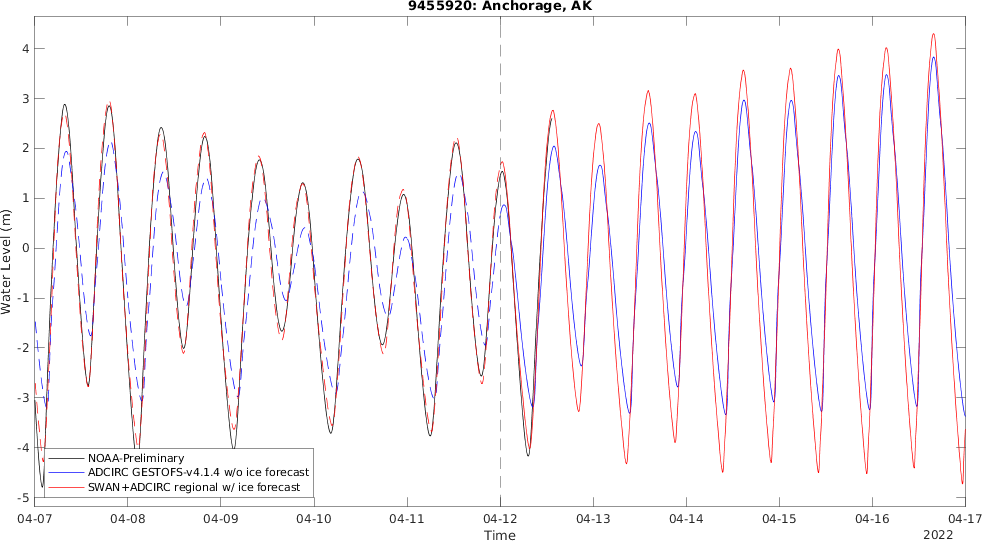 9455920: Anchorage, AK
Water Level (m)
4
3
2
1
0
-1
-2
-3
-4
-5
NOAA-Preliminary
ADCIRC GESTOFS-v4.1.4 w/o ice forecast
SWAN+ADCIRC regional w/ ice forecast
04-07 04-08 04-09 04-10 04-11 04-12 04-13 04-14 04-15 04-16 04-17
Time
2022